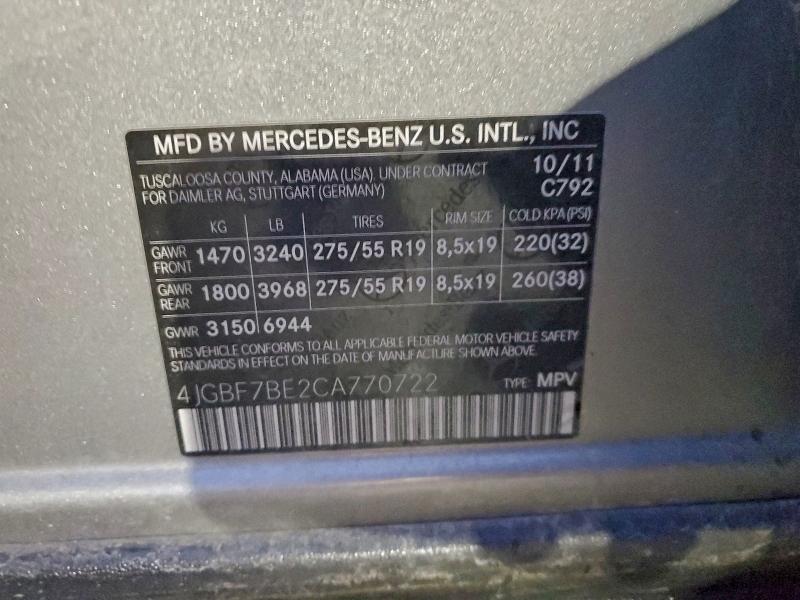 MFD BY MERCEDES-BENZ U.S. INTL., INC
TUSCALOOSA COUNTY, ALABAMA (USA) UNDER CONTRACT 10/11
FOR DAIMLER AG, STUTTGART (GERMANY) C792
KG LB TIRES RIM SIZE COLD KPA (PSI)
GAWR FRONT 1470 3240 275/55 R19 8,5x19 220(32)
GAWR REAR 1800 3968 275/55 R19 8,5x19 260(38)
GVWR 3150 6944
THIS VEHICLE CONFORMS TO ALL APPLICABLE FEDERAL MOTOR VEHICLE SAFETY
STANDARDS IN EFFECT ON THE DATE OF MANUFACTURE SHOWN ABOVE.
4JGBF7BE2CA770722 TYPE: MPV